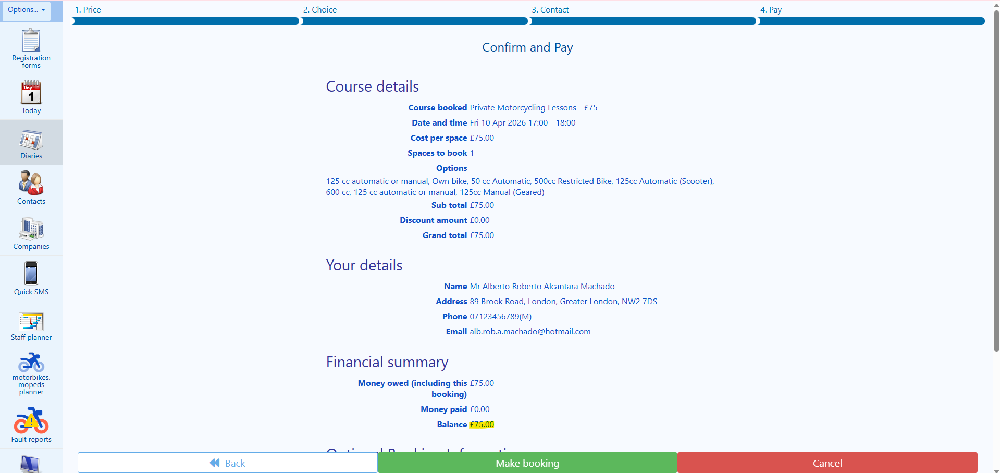 Options...
Registration
forms
Day
1
Today
Diaries
Contacts
Companies
Quick SMS
Staff planner
motorbikes,
mopeds
planner
Fault reports
1. Price
2. Choice
3. Contact
4. Pay
Confirm and Pay
Course details
Course booked Private Motorcycling Lessons - £75
Date and time Fri 10 Apr 2026 17:00 - 18:00
Cost per space £75.00
Spaces to book 1
Options
125 cc automatic or manual, Own bike, 50 cc Automatic, 500cc Restricted Bike, 125cc Automatic (Scooter),
600 cc, 125 cc automatic or manual, 125cc Manual (Geared)
Sub total £75.00
Discount amount £0.00
Grand total £75.00
Your details
Name Mr Alberto Roberto Alcantara Machado
Address 89 Brook Road, London, Greater London, NW2 7DS
Phone 07123456789(M)
Email alb.rob.a.machado@hotmail.com
Financial summary
Money owed (including this £75.00
booking)
Money paid £0.00
Balance £75.00
Optional Booking Information
Back
Make booking
Cancel